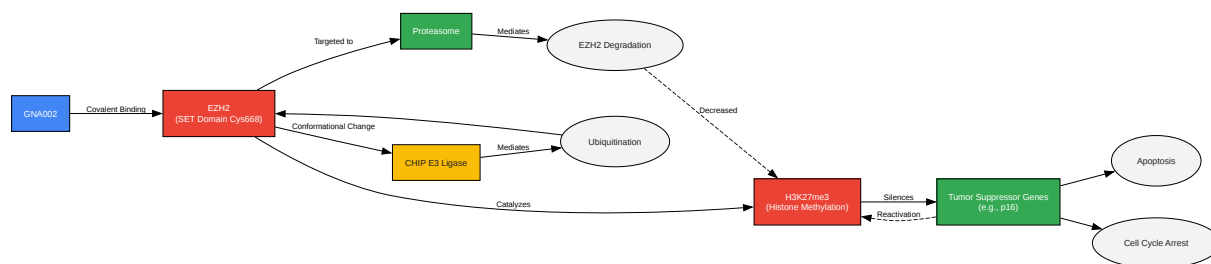 GNA002
Covalent Binding
EZH2
(SET Domain Cys668)
Targeted to
Proteasome
Mediates
EZH2 Degradation
Conformational Change
CHIP E3 Ligase
Mediates
Ubiquitination
Decreased
Catalyzes
H3K27me3
(Histone Methylation)
Silences
Reactivation
Tumor Suppressor Genes
(e.g., p16)
Apoptosis
Cell Cycle Arrest